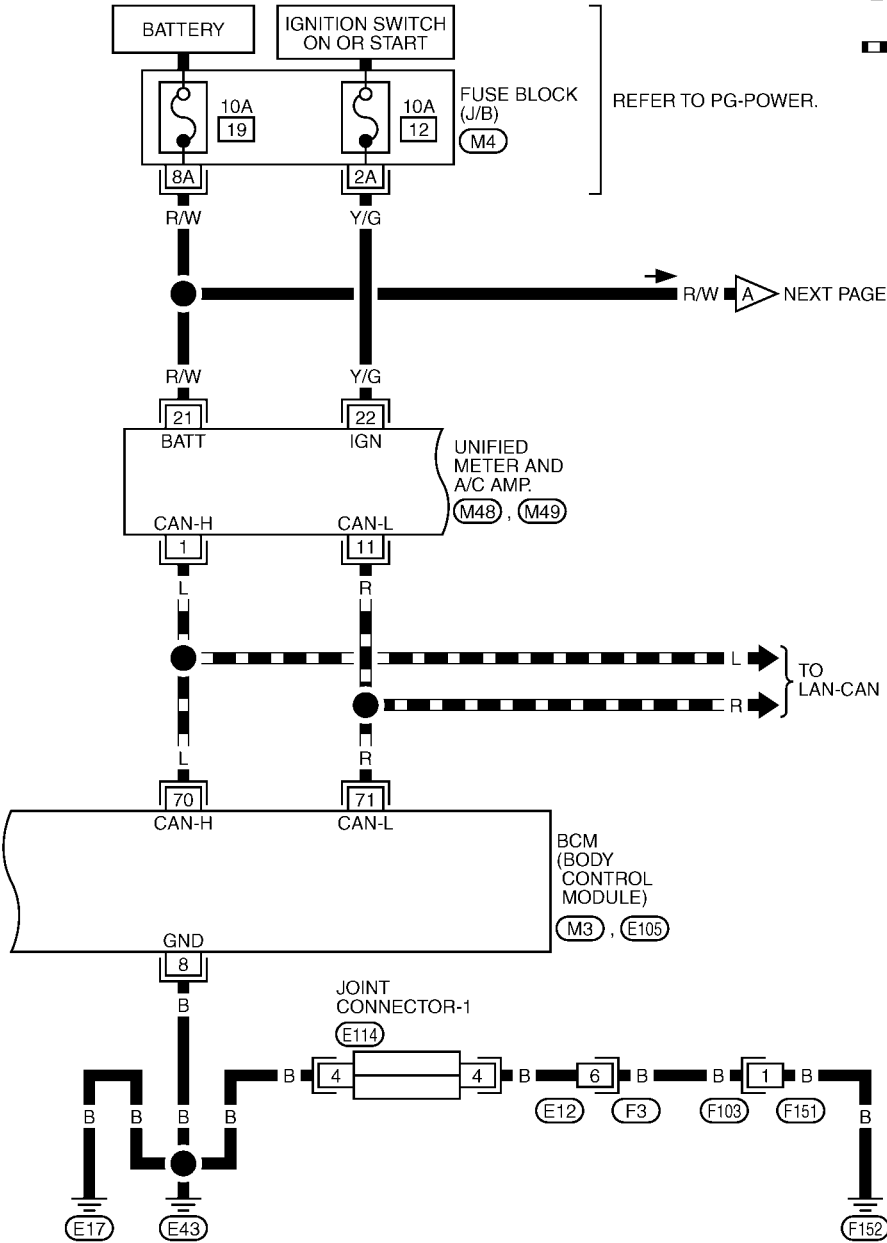 BATTERY
IGNITION SWITCH
ON OR START
10A
19
10A
12
FUSE BLOCK
(J/B)
M4
REFER TO PG-POWER.
8A
2A
R/W
Y/G
R/W
A
NEXT PAGE
R/W
Y/G
21
22
BATT
IGN
UNIFIED
METER AND
A/C AMP.
M48 , M49
CAN-H
CAN-L
1
11
L
R
L
R
TO
LAN-CAN
L
R
70
71
CAN-H
CAN-L
BCM
(BODY
CONTROL
MODULE)
M3 , E105
GND
8
B
JOINT
CONNECTOR-1
E114
B
4
4
B
6
B
B
1
B
E12
F3
F103
F151
B
B
B
B
B
E17
E43
F152